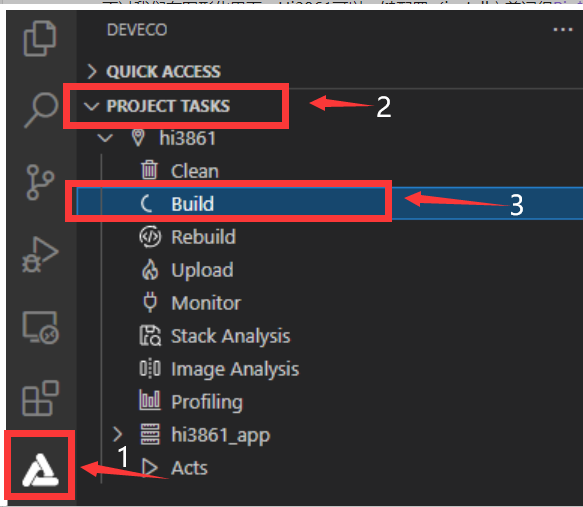 DEVECO
QUICK ACCESS
PROJECT TASKS
2
hi3861
Clean
Build
3
Rebuild
Upload
Monitor
Stack Analysis
Image Analysis
Profiling
hi3861_app
1
Acts